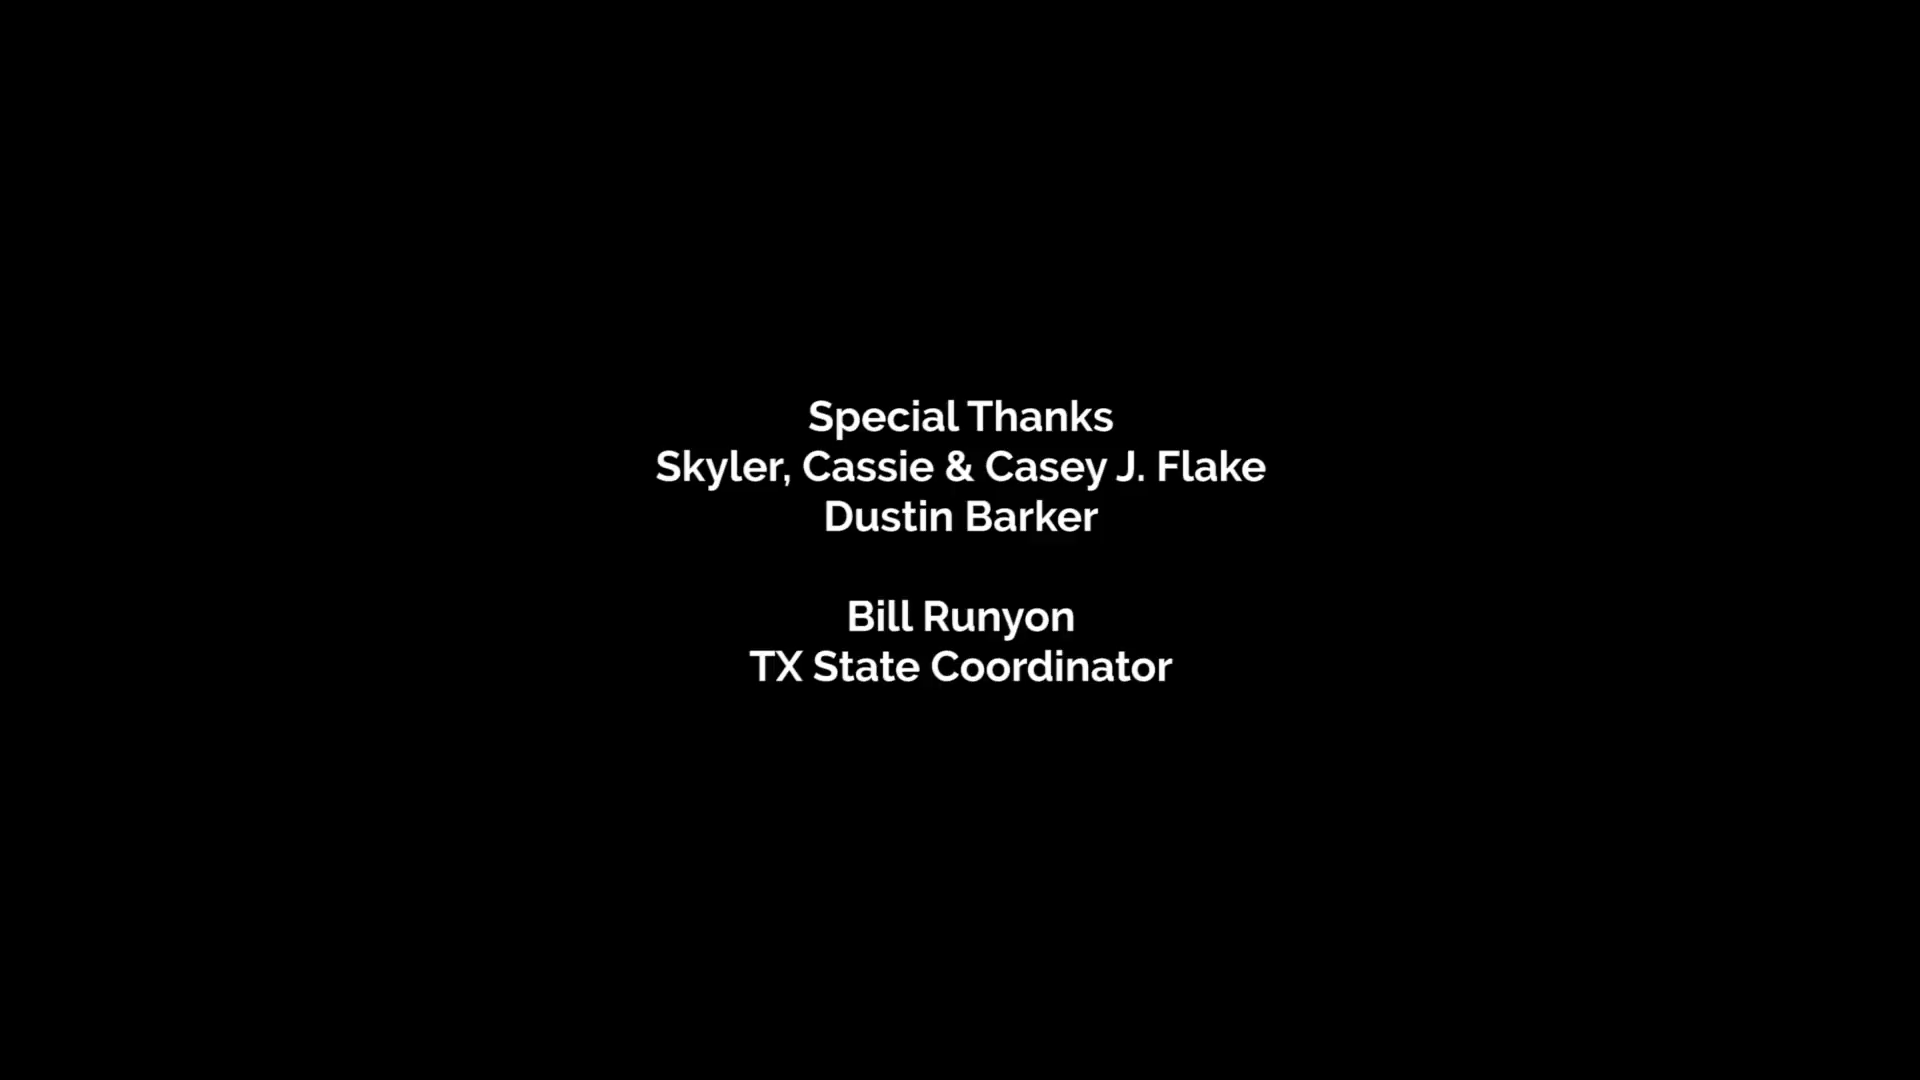 Special Thanks
Skyler, Cassie & Casey J. Flake
Dustin Barker
Bill Runyon
TX State Coordinator